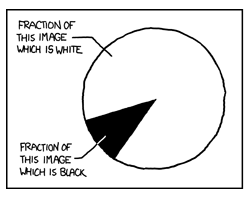 FRACTION OF
THIS IMAGE
WHICH IS WHITE
FRACTION OF
THIS IMAGE
WHICH IS BLACK